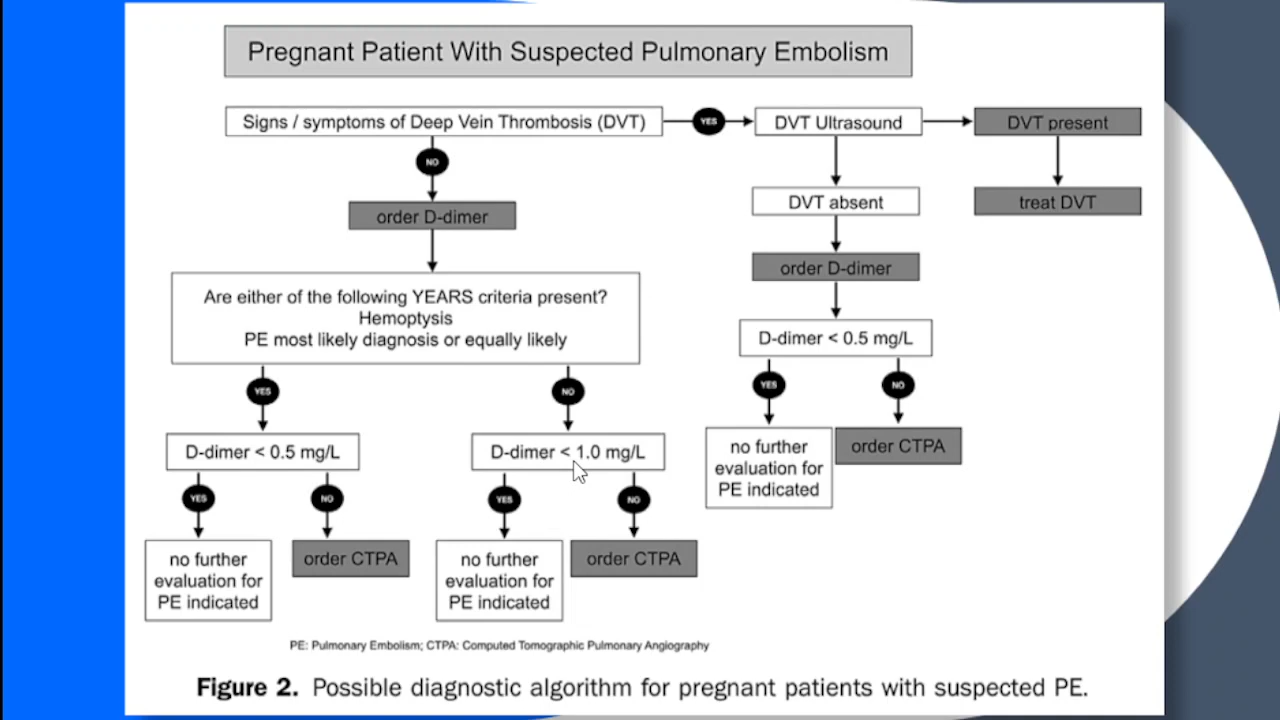 Pregnant Patient With Suspected Pulmonary Embolism
Signs / symptoms of Deep Vein Thrombosis (DVT)
YES
DVT Ultrasound
DVT present
NO
DVT absent
treat DVT
order D-dimer
order D-dimer
Are either of the following YEARS criteria present?
Hemoptysis
PE most likely diagnosis or equally likely
D-dimer < 0.5 mg/L
YES
NO
YES
NO
no further
evaluation for
PE indicated
order CTPA
D-dimer < 0.5 mg/L
D-dimer < 1.0 mg/L
YES
NO
YES
NO
no further
evaluation for
PE indicated
order CTPA
no further
evaluation for
PE indicated
order CTPA
PE: Pulmonary Embolism; CTPA: Computed Tomographic Pulmonary Angiography
Figure 2. Possible diagnostic algorithm for pregnant patients with suspected PE.